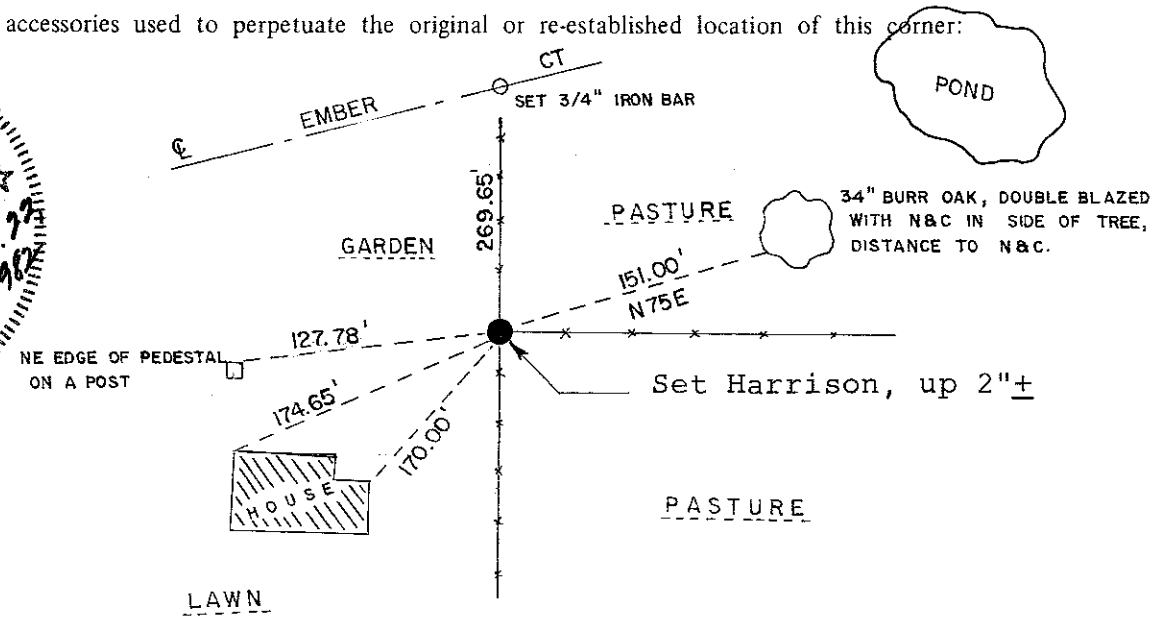 accessories used to perpetuate the original or re-established location of this corner:
CT
EMBER
℄
SET 3/4" IRON BAR
POND
269.65'
PASTURE
34" BURR OAK, DOUBLE BLAZED
WITH N&C IN SIDE OF TREE,
DISTANCE TO N&C.
GARDEN
151.00'
N75E
127.78'
NE EDGE OF PEDESTAL
ON A POST
Set Harrison, up 2"±
174.65'
170.00'
HOUSE
PASTURE
LAWN